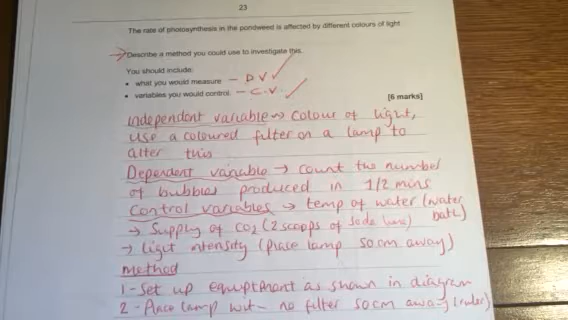 23
The rate of photosynthesis in the pondweed is affected by different colours of light.
→ Describe a method you could use to investigate this.
You should include:
• what you would measure – DV ✓
• variables you would control. – C.V. ✓
[6 marks]
Independent variable → Colour of light,
use a coloured filter on a lamp to
alter this
Dependent variable → count the number
of bubbles produced in 1/2 mins
Control variables → temp of water (water bath)
→ Supply of CO2 (2 scoops of soda lime)
→ Light intensity (place lamp 50cm away)
Method
1 - Set up equiptment as shown in diagram
2 - Place lamp with no filter 50cm away (ruler)